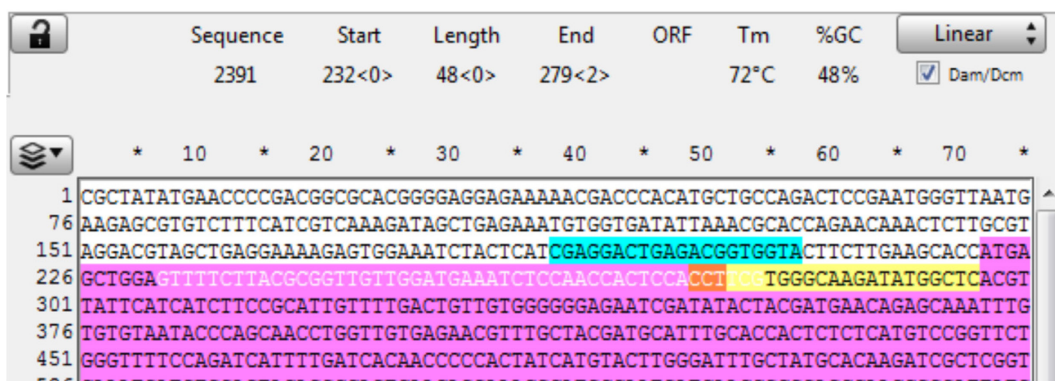 Sequence Start Length End ORF Tm %GC Linear
2391 232<0> 48<0> 279<2> 72°C 48% Dam/Dcm
* 10 * 20 * 30 * 40 * 50 * 60 * 70 *
1 CGCTATATGAACCCCGACGGCGCACGGGGAGGAGAAAAACGACCCACATGCTGCCAGACTCCGAATGGGTTAATG
76 AAGAGCGTGTCTTTCATCGTCAAAGATAGCTGAGAAATGTGGTGATATTAAACGCACCAGAACAAACTCTTGCGT
151 AGGACGTAGCTGAGGAAAAGAGTGGAAATCTACTCATCGAGGACTGAGACGGTGGTACTTCTTGAAGCACCATGA
226 GCTGGAGTTTTCTTACGCGGTTGTTGGATGAAATCTCCAACCACTCCACCTTCGTGGGCAAGATATGGCTCACGT
301 TATTCATCATCTTCCGCATTGTTTTGACTGTTGTGGGGGGAGAATCGATATACTACGATGAACAGAGCAAATTTG
376 TGTGTAATACCCAGCAACCTGGTTGTGAGAACGTTTGCTACGATGCATTTGCACCACTCTCTCATGTCCGGTTCT
451 GGGTTTTCCAGATCATTTTGATCACAACCCCCACTATCATGTACTTGGGATTTGCTATGCACAAGATCGCTCGGT